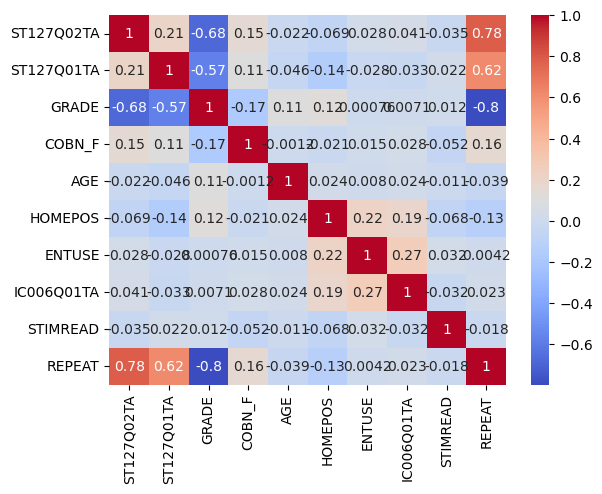 ST127Q02TA 1 0.21 -0.68 0.15 -0.022 -0.069 -0.028 0.041 -0.035 0.78
ST127Q01TA 0.21 1 -0.57 0.11 -0.046 -0.14 -0.028 -0.033 0.022 0.62
GRADE -0.68 -0.57 1 -0.17 0.11 0.12 0.00076 0.0071 0.012 -0.8
COBN_F 0.15 0.11 -0.17 1 -0.0012 -0.021 0.015 0.028 -0.052 0.16
AGE -0.022 -0.046 0.11 -0.0012 1 0.024 0.008 0.024 -0.011 -0.039
HOMEPOS -0.069 -0.14 0.12 -0.021 0.024 1 0.22 0.19 -0.068 -0.13
ENTUSE -0.028 -0.028 0.00076 0.015 0.008 0.22 1 0.27 0.032 0.0042
IC006Q01TA 0.041 -0.033 0.0071 0.028 0.024 0.19 0.27 1 -0.032 0.023
STIMREAD -0.035 0.022 0.012 -0.052 -0.011 -0.068 0.032 -0.032 1 -0.018
REPEAT 0.78 0.62 -0.8 0.16 -0.039 -0.13 0.0042 0.023 -0.018 1
ST127Q02TA
ST127Q01TA
GRADE
COBN_F
AGE
HOMEPOS
ENTUSE
IC006Q01TA
STIMREAD
REPEAT
1.0
0.8
0.6
0.4
0.2
0.0
−0.2
−0.4
−0.6